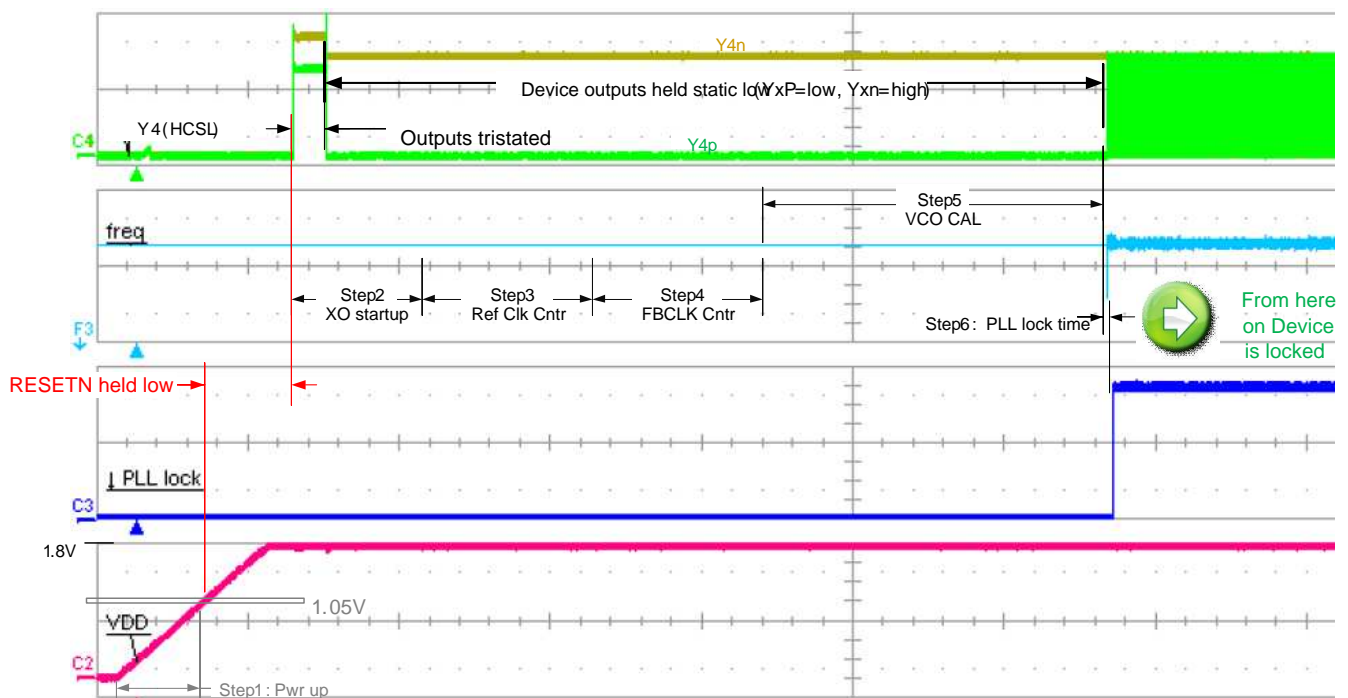 Y4n
Device outputs held static low (YxP=low, Yxn=high)
Y4(HCSL)
Outputs tristated
C4
Y4p
Step5
VCO CAL
freq
Step2
XO startup
Step3
Ref Clk Cntr
Step4
FBCLK Cntr
Step6: PLL lock time
From here
on Device
is locked
F3
RESETN held low
PLL lock
C3
1.8V
1.05V
VDD
C2
Step1: Pwr up